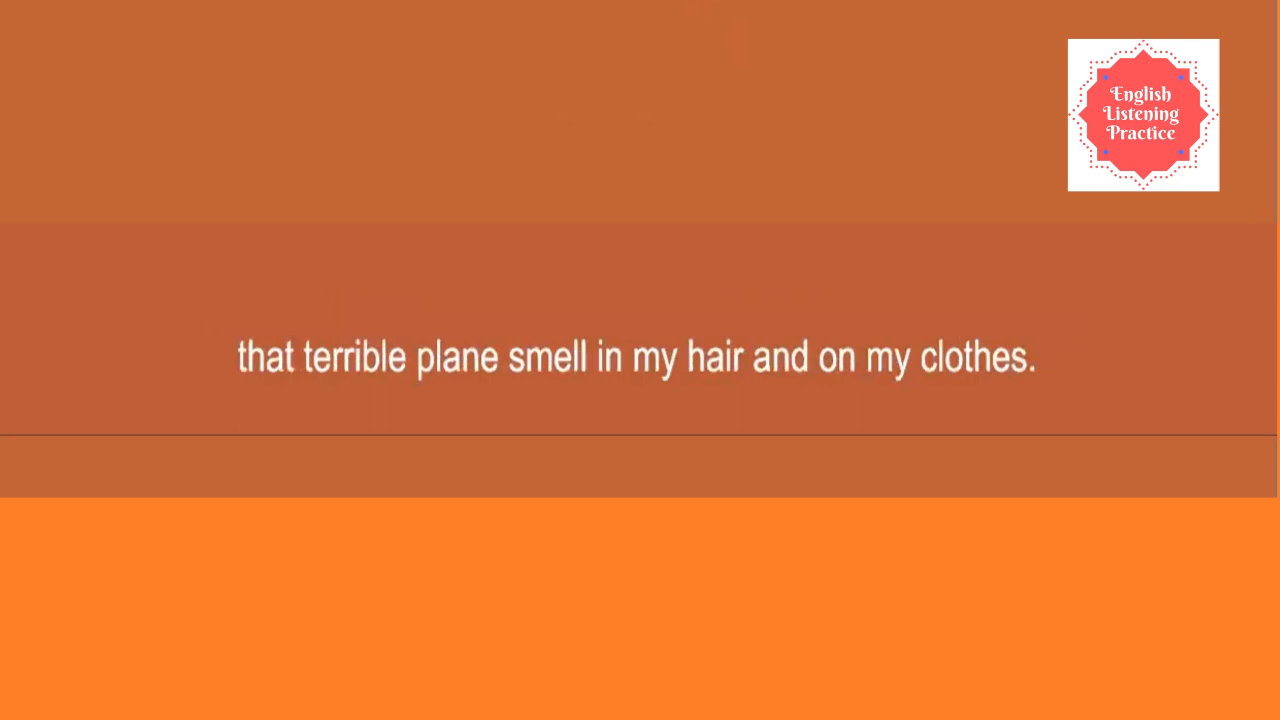 English
Listening
Practice
that terrible plane smell in my hair and on my clothes.